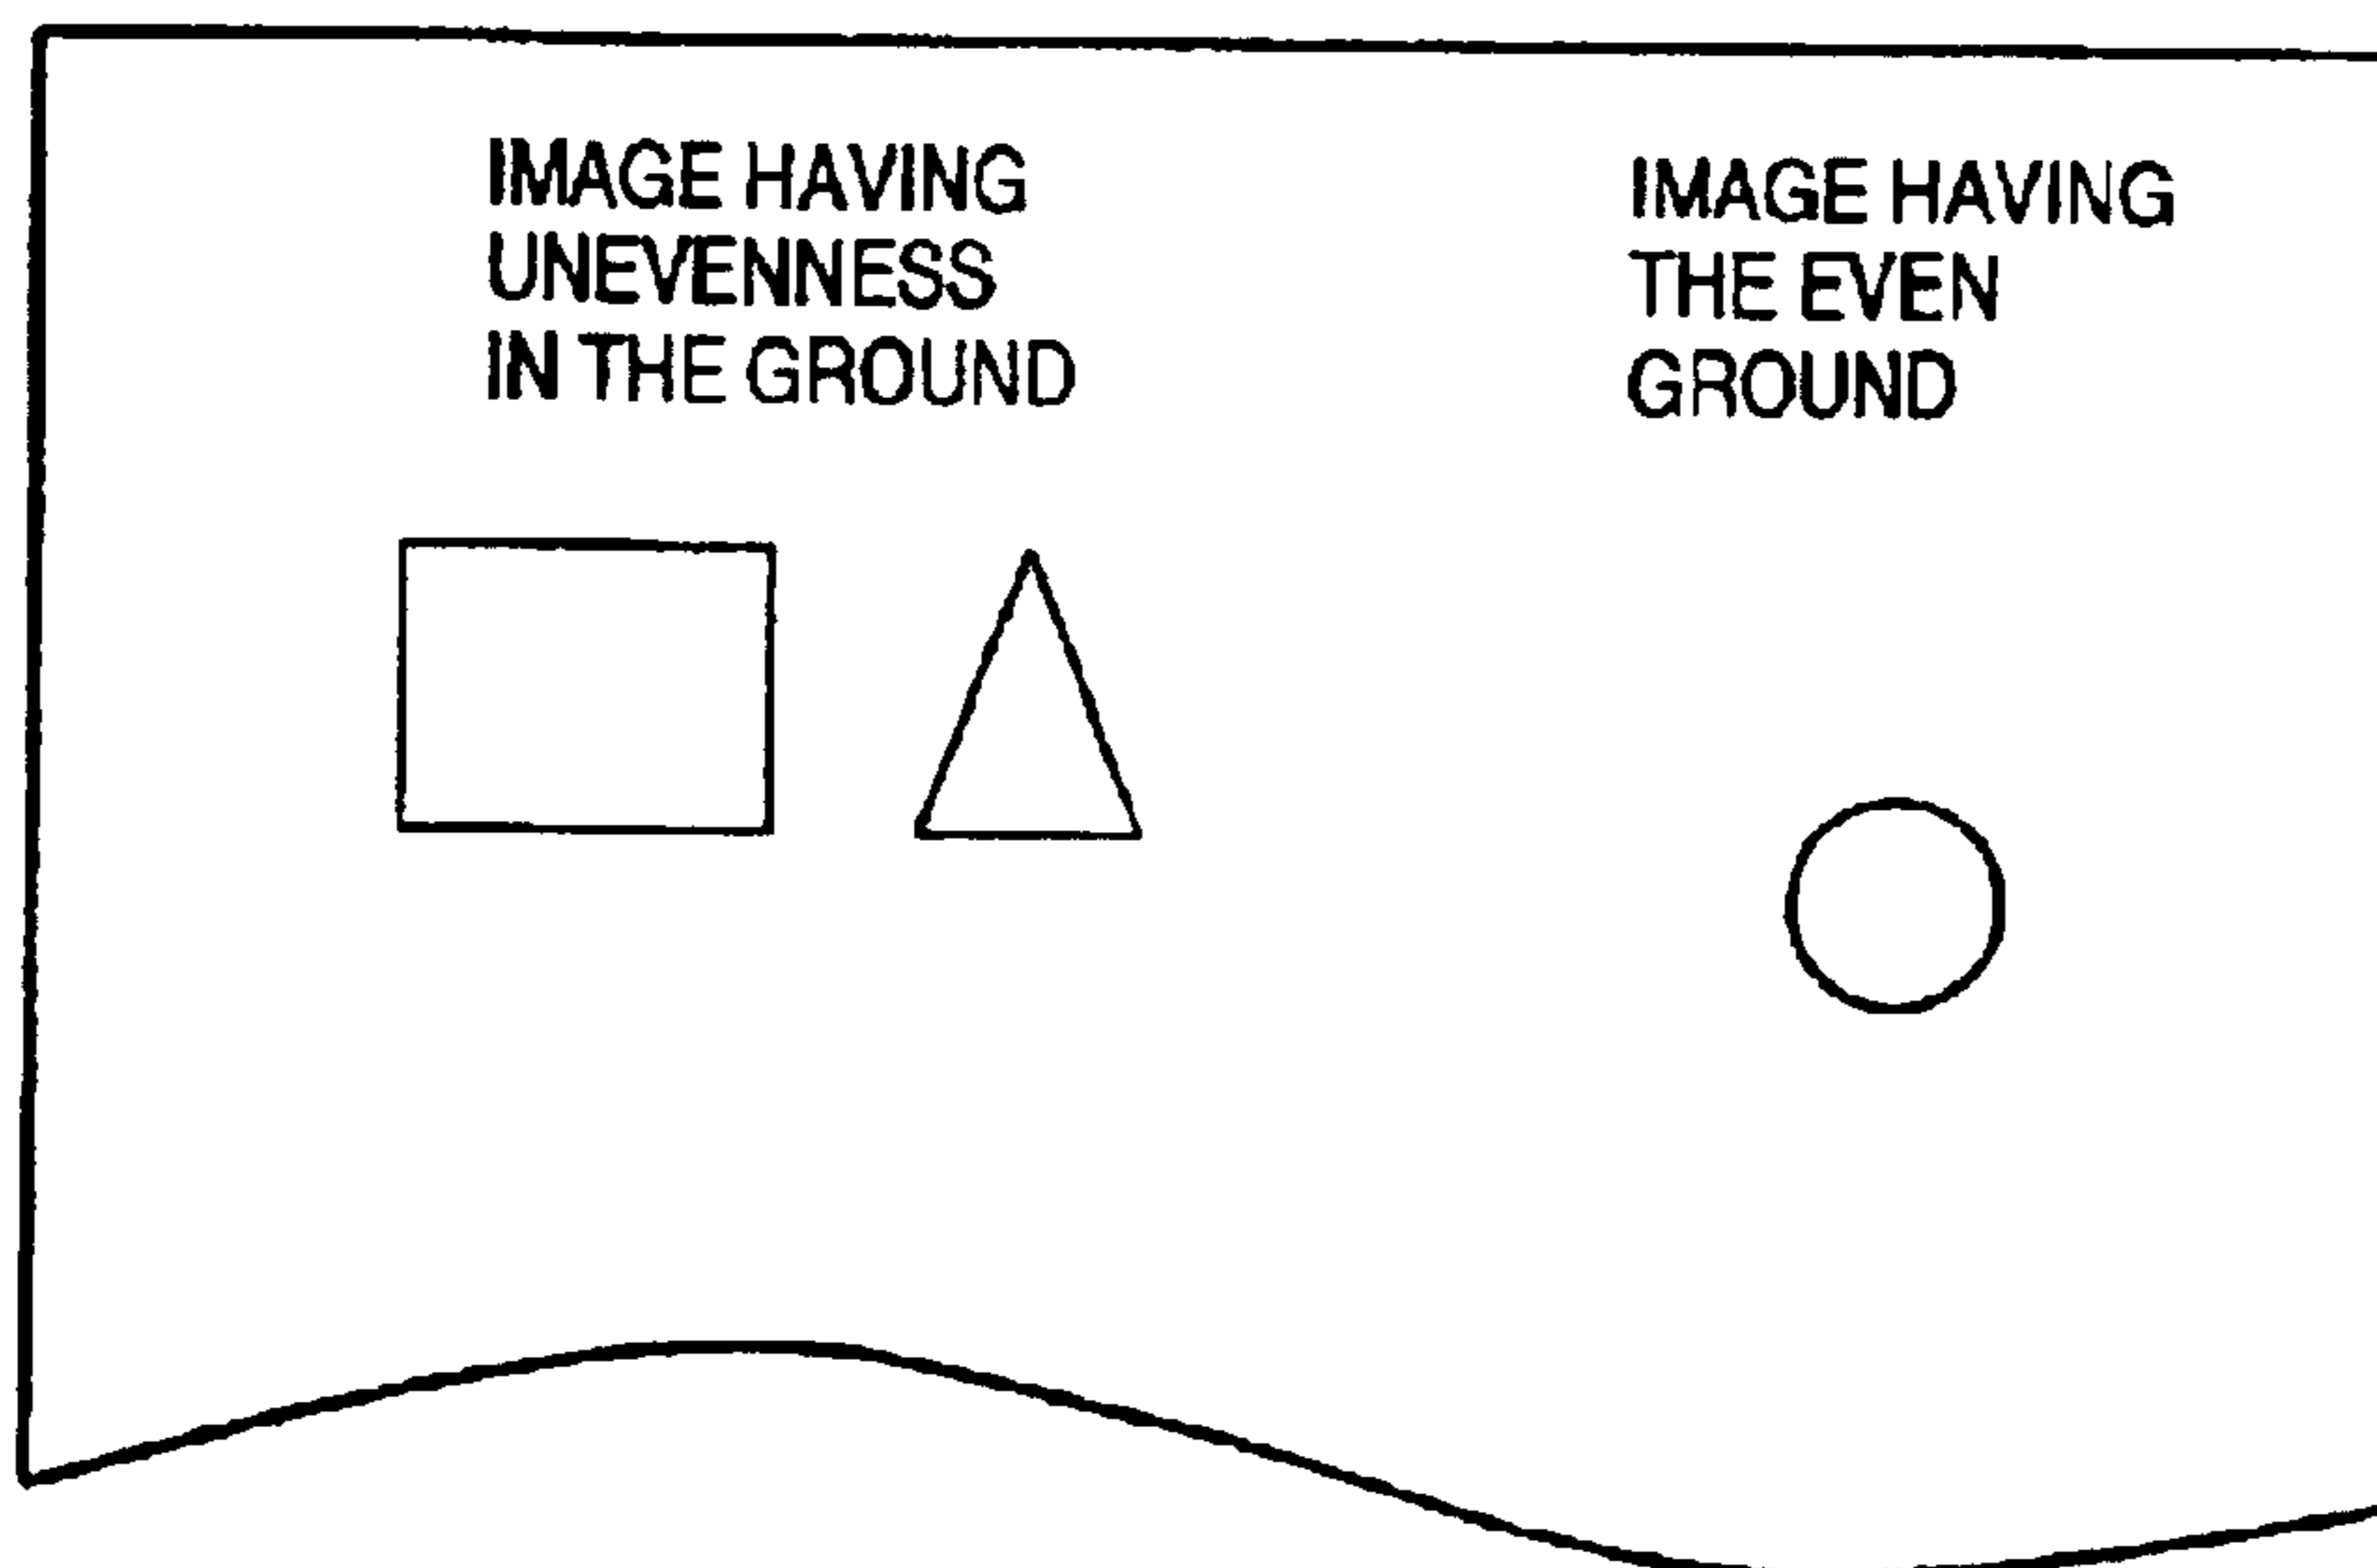 IMAGE HAVING
UNEVENNESS
IN THE GROUND
IMAGE HAVING
THE EVEN
GROUND